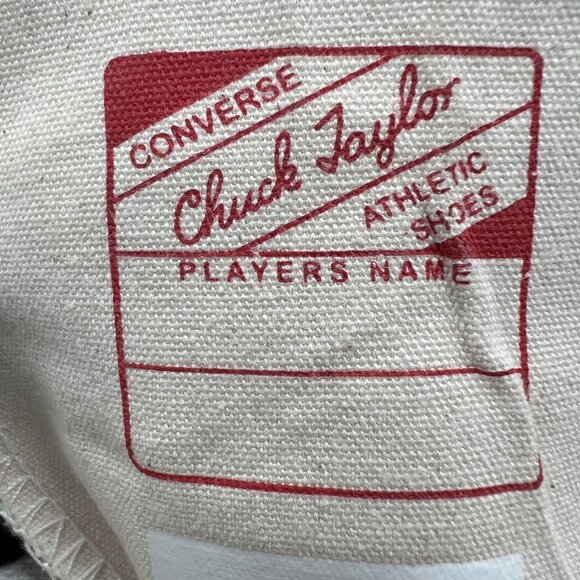 CONVERSE
Chuck Taylor
ATHLETIC
SHOES
PLAYERS NAME